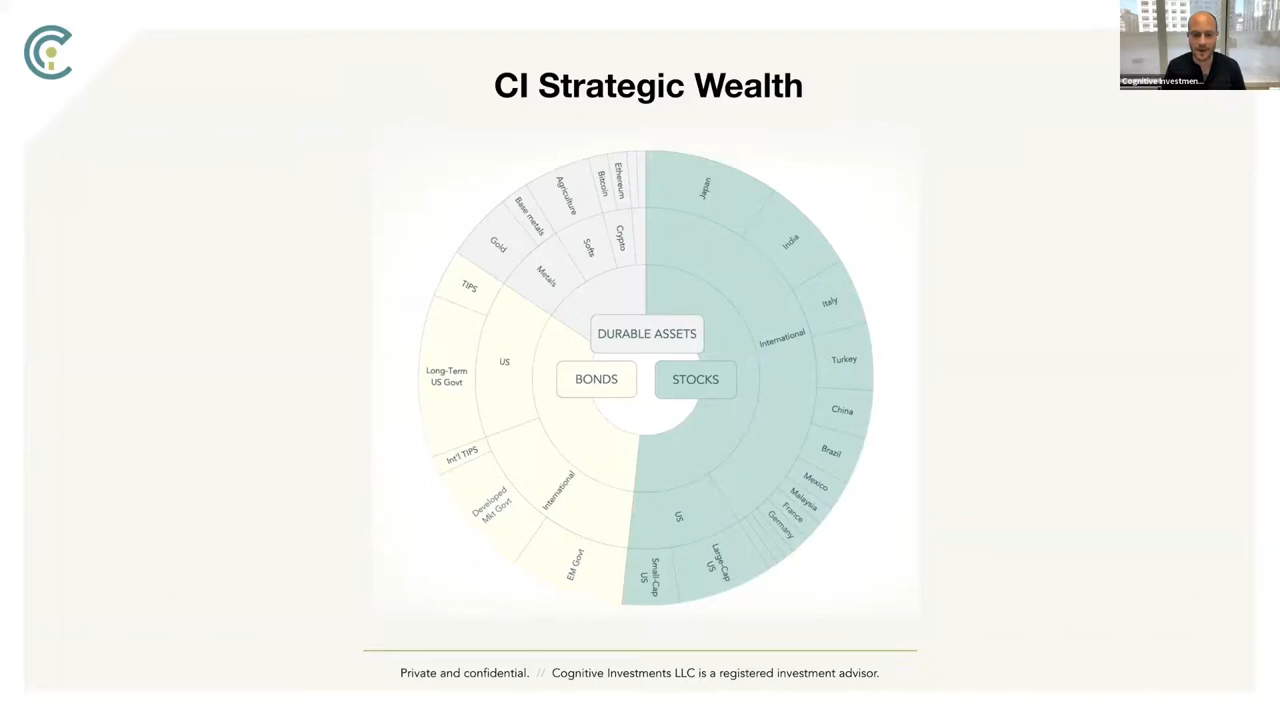 CI Strategic Wealth
Cognitive Investmen...
DURABLE ASSETS
BONDS
STOCKS
Metals
Softs
Crypto
Gold
Base metals
Agriculture
Bitcoin
Ethereum
International
Japan
India
Italy
Turkey
China
Brazil
Mexico
Malaysia
France
Germany
US
Large-Cap
US
Small-Cap
US
International
EM Govt
Developed
Mkt Govt
Int'l TIPS
US
Long-Term
US Govt
TIPS
Private and confidential. // Cognitive Investments LLC is a registered investment advisor.